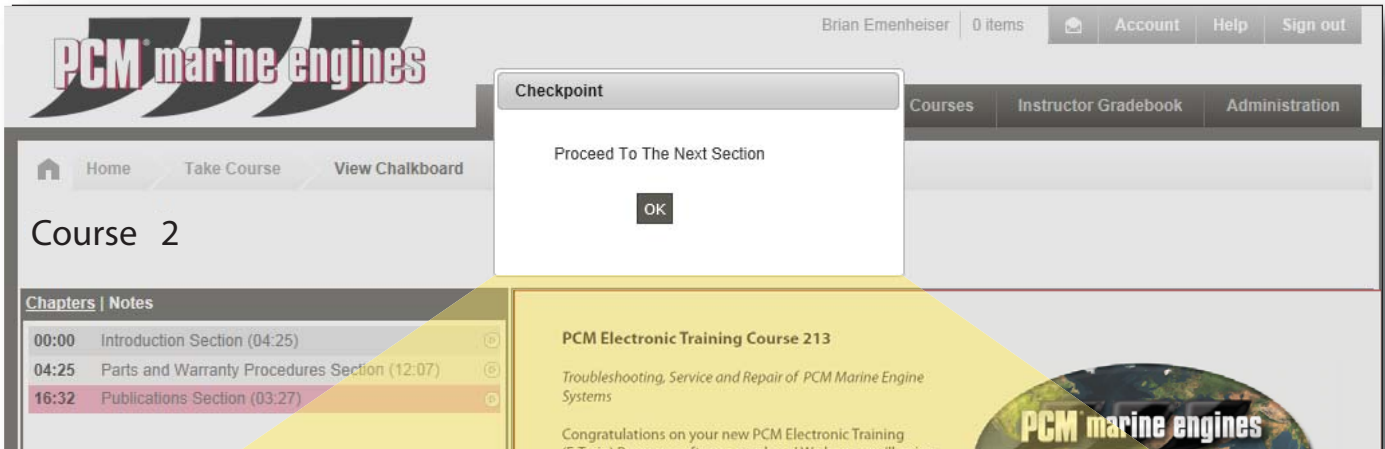 Brian Emenheiser | 0 items Account Help Sign out
PCM marine engines
Checkpoint
Courses Instructor Gradebook Administration
Proceed To The Next Section
OK
Home Take Course View Chalkboard
Course 2
Chapters | Notes
00:00 Introduction Section (04:25)
04:25 Parts and Warranty Procedures Section (12:07)
16:32 Publications Section (03:27)
PCM Electronic Training Course 213
Troubleshooting, Service and Repair of PCM Marine Engine
Systems
Congratulations on your new PCM Electronic Training
PCM marine engines